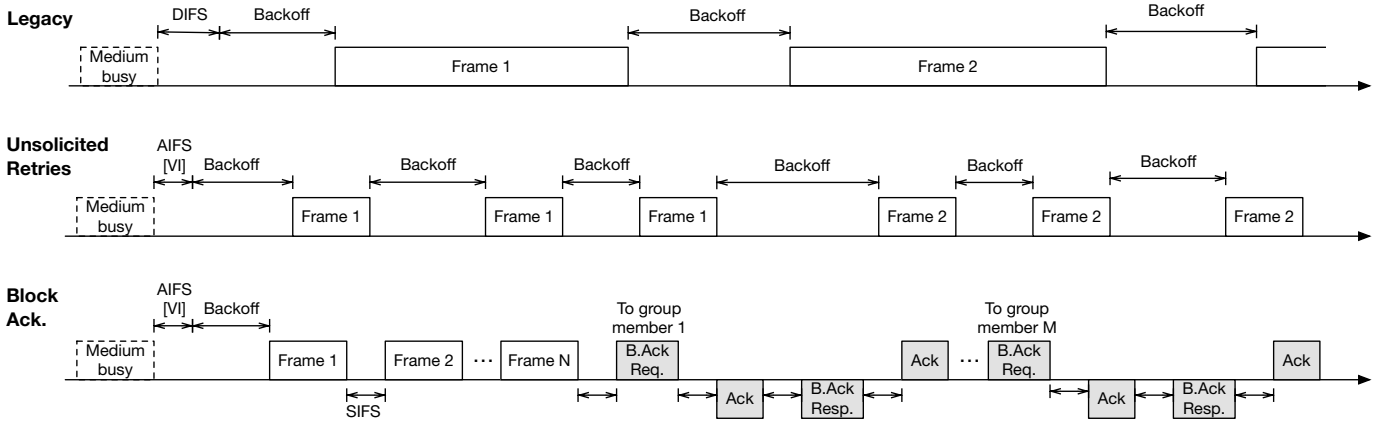 Legacy
DIFS
Backoff
Backoff
Backoff
Medium
busy
Frame 1
Frame 2
Unsolicited
Retries
AIFS
[VI]
Backoff
Backoff
Backoff
Backoff
Backoff
Backoff
Medium
busy
Frame 1
Frame 1
Frame 1
Frame 2
Frame 2
Frame 2
Block
Ack.
AIFS
[VI]
Backoff
To group
member 1
To group
member M
Medium
busy
Frame 1
Frame 2
...
Frame N
B.Ack
Req.
Ack
...
B.Ack
Req.
Ack
SIFS
Ack
B.Ack
Resp.
Ack
B.Ack
Resp.